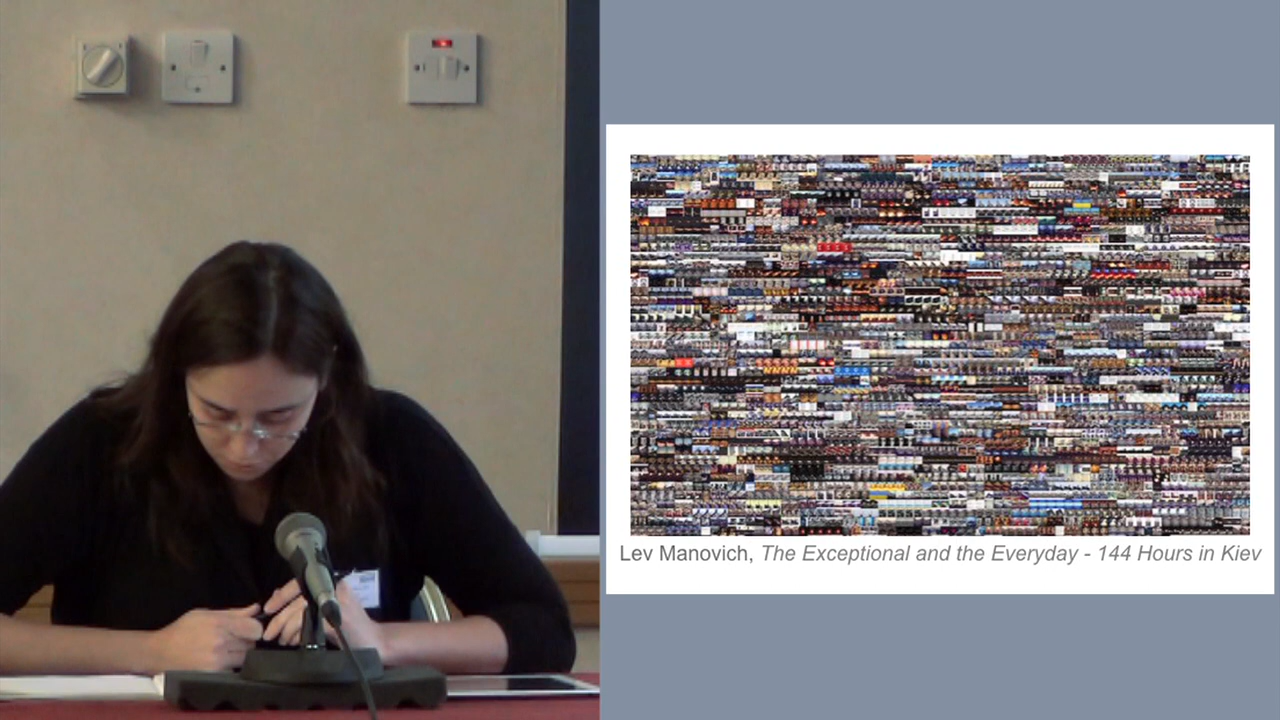 Lev Manovich, The Exceptional and the Everyday - 144 Hours in Kiev